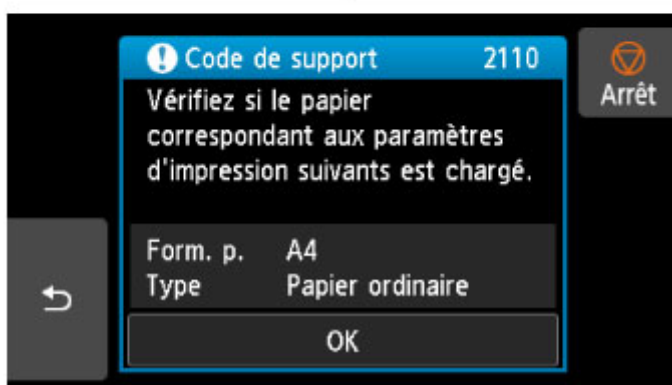 Code de support 2110
Arrêt
Vérifiez si le papier
correspondant aux paramètres
d'impression suivants est chargé.
Form. p. A4
Type Papier ordinaire
OK